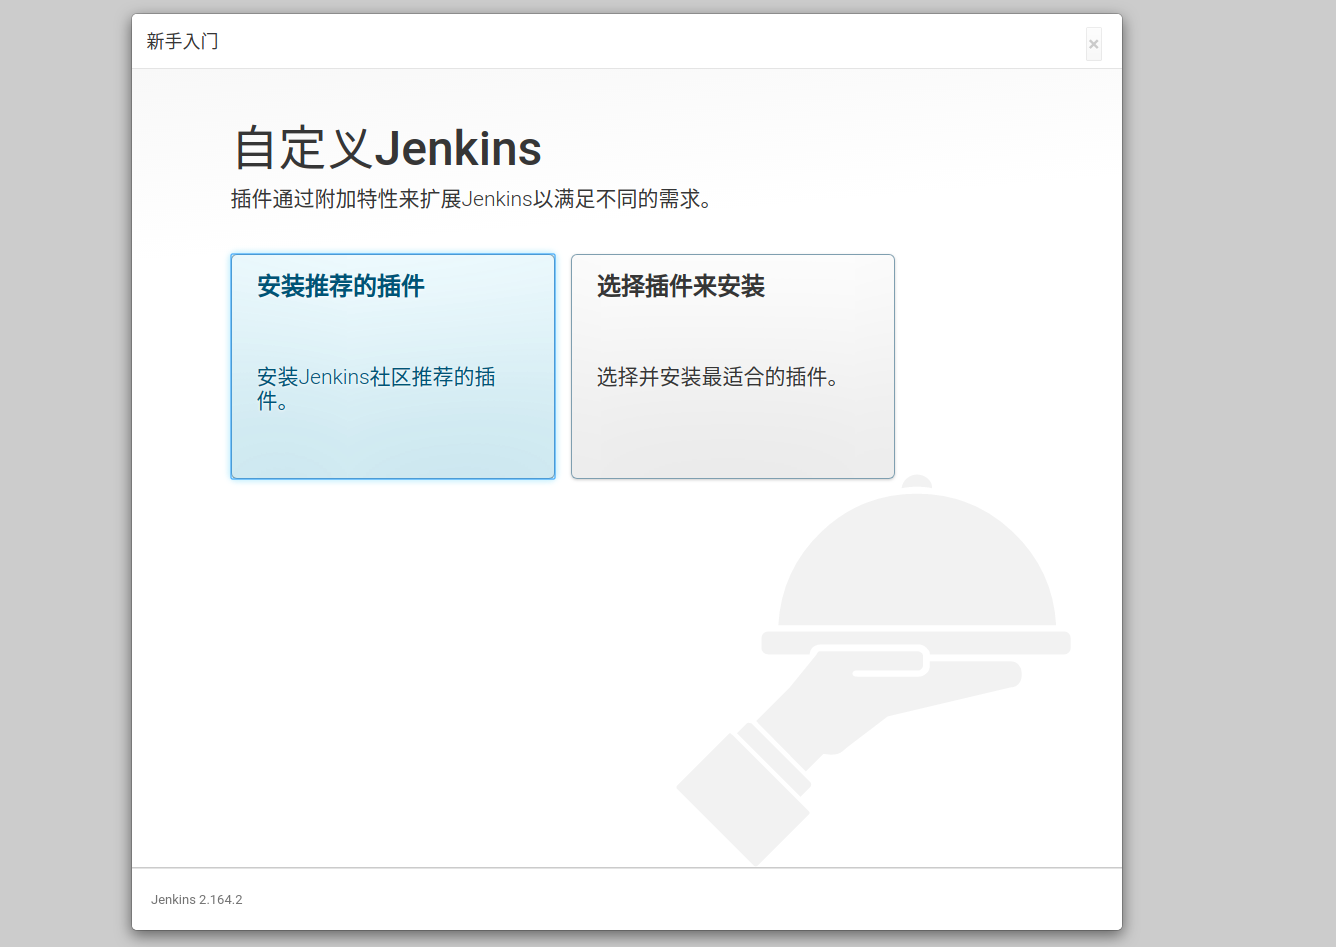 新手入门
×
自定义Jenkins
插件通过附加特性来扩展Jenkins以满足不同的需求。
安装推荐的插件
安装Jenkins社区推荐的插
件。
选择插件来安装
选择并安装最适合的插件。
Jenkins 2.164.2